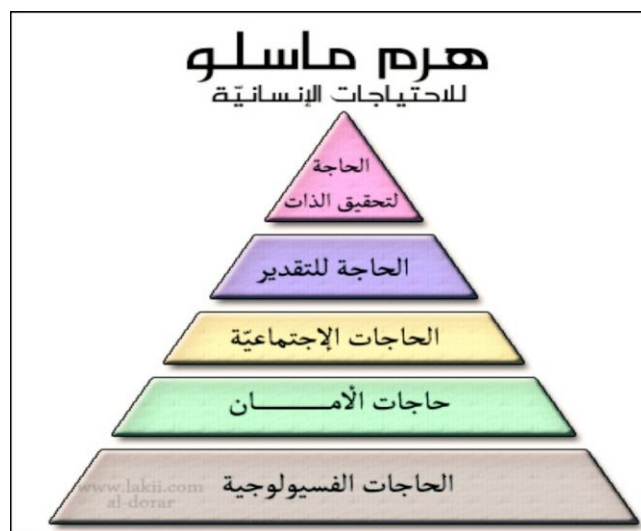 هرم ماسلو
للاحتياجات الإنسانيّة
الحاجة
لتحقيق الذات
الحاجة للتقدير
الحاجات الإجتماعيّة
حاجات الأمـــــــان
الحاجات الفسيولوجية
www.lakii.com
al-dorar